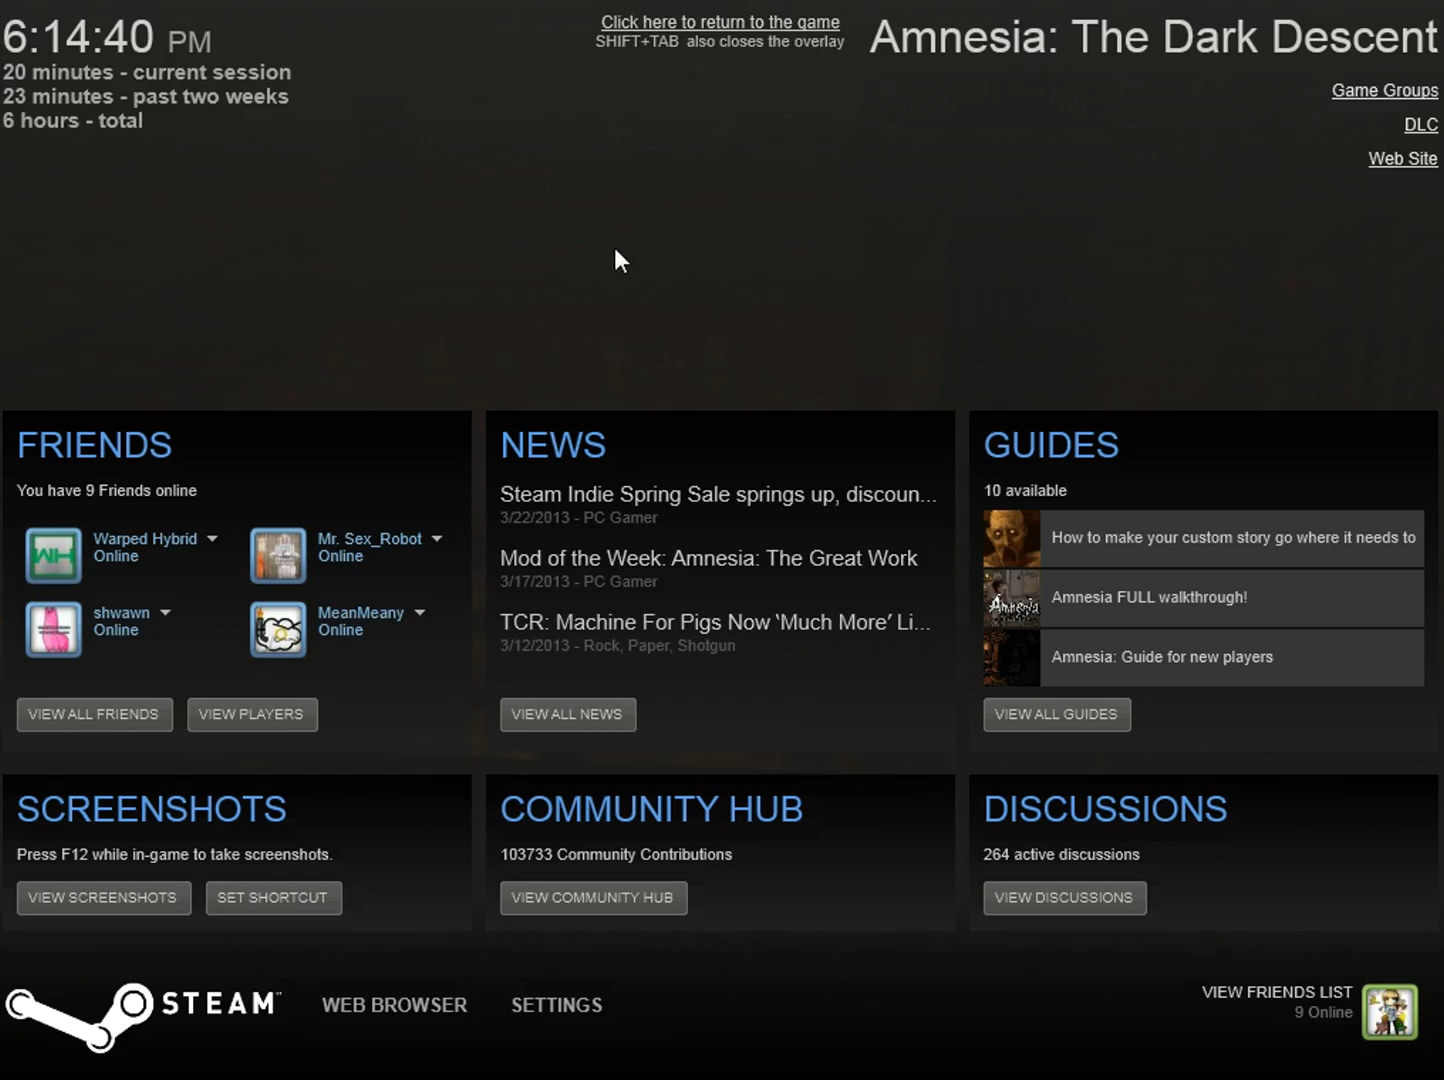 6:14:40 PM
20 minutes - current session
23 minutes - past two weeks
6 hours - total
Click here to return to the game
SHIFT+TAB also closes the overlay
Amnesia: The Dark Descent
Game Groups
DLC
Web Site
FRIENDS
You have 9 Friends online
Warped Hybrid
Online
Mr. Sex_Robot
Online
shwawn
Online
MeanMeany
Online
VIEW ALL FRIENDS
VIEW PLAYERS
NEWS
Steam Indie Spring Sale springs up, discoun...
3/22/2013 - PC Gamer
Mod of the Week: Amnesia: The Great Work
3/17/2013 - PC Gamer
TCR: Machine For Pigs Now ‘Much More’ Li...
3/12/2013 - Rock, Paper, Shotgun
VIEW ALL NEWS
GUIDES
10 available
How to make your custom story go where it needs to
Amnesia FULL walkthrough!
Amnesia: Guide for new players
VIEW ALL GUIDES
SCREENSHOTS
Press F12 while in-game to take screenshots.
VIEW SCREENSHOTS
SET SHORTCUT
COMMUNITY HUB
103733 Community Contributions
VIEW COMMUNITY HUB
DISCUSSIONS
264 active discussions
VIEW DISCUSSIONS
STEAM™
WEB BROWSER
SETTINGS
VIEW FRIENDS LIST
9 Online